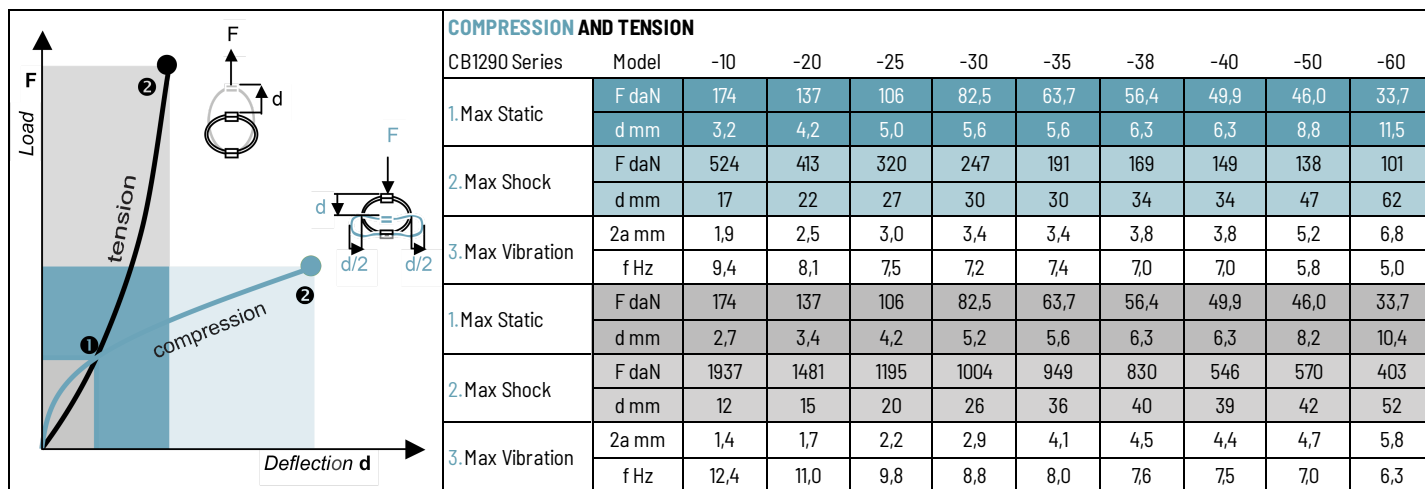 F
Load
tension
❷
F
d
F
d
d/2
d/2
❶
compression
❷
Deflection d
COMPRESSION AND TENSION
CB1290 Series Model -10 -20 -25 -30 -35 -38 -40 -50 -60
1.Max Static F daN 174 137 106 82,5 63,7 56,4 49,9 46,0 33,7
d mm 3,2 4,2 5,0 5,6 5,6 6,3 6,3 8,8 11,5
2.Max Shock F daN 524 413 320 247 191 169 149 138 101
d mm 17 22 27 30 30 34 34 47 62
3.Max Vibration 2a mm 1,9 2,5 3,0 3,4 3,4 3,8 3,8 5,2 6,8
f Hz 9,4 8,1 7,5 7,2 7,4 7,0 7,0 5,8 5,0
1.Max Static F daN 174 137 106 82,5 63,7 56,4 49,9 46,0 33,7
d mm 2,7 3,4 4,2 5,2 5,6 6,3 6,3 8,2 10,4
2.Max Shock F daN 1937 1481 1195 1004 949 830 546 570 403
d mm 12 15 20 26 36 40 39 42 52
3.Max Vibration 2a mm 1,4 1,7 2,2 2,9 4,1 4,5 4,4 4,7 5,8
f Hz 12,4 11,0 9,8 8,8 8,0 7,6 7,5 7,0 6,3